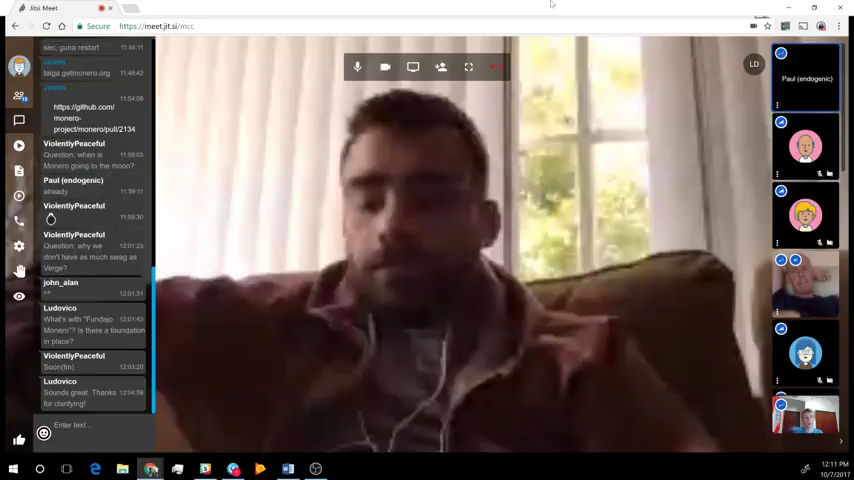 Jitsi Meet
Secure
https://meet.jit.si/mcc
sec, guna restart
11:44:11
Justin
taiga.getmonero.org
11:48:42
Justin
11:54:08
https://github.com/
monero-
project/monero/pull/2134
ViolentlyPeaceful
Question: when is
11:59:03
Monero going to the moon?
Paul (endogenic)
already
11:59:11
ViolentlyPeaceful
11:59:30
ViolentlyPeaceful
Question: why we
12:01:23
don't have as much swag as
Verge?
john_alan
^^
12:01:31
Ludovico
What's with "Fundajo
12:01:43
Monero"? Is there a foundation
in place?
ViolentlyPeaceful
Soon(tm)
12:03:20
Ludovico
Sounds great. Thanks
12:04:59
for clarifying!
Enter text...
LD
Paul (endogenic)
12:11 PM
10/7/2017